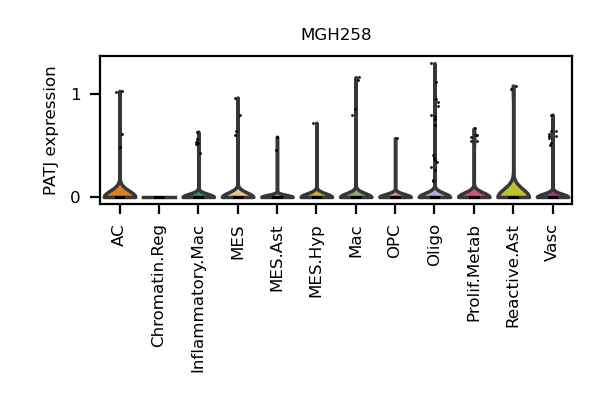 MGH258
PATJ expression
1
0
AC
Chromatin.Reg
Inflammatory.Mac
MES
MES.Ast
MES.Hyp
Mac
OPC
Oligo
Prolif.Metab
Reactive.Ast
Vasc